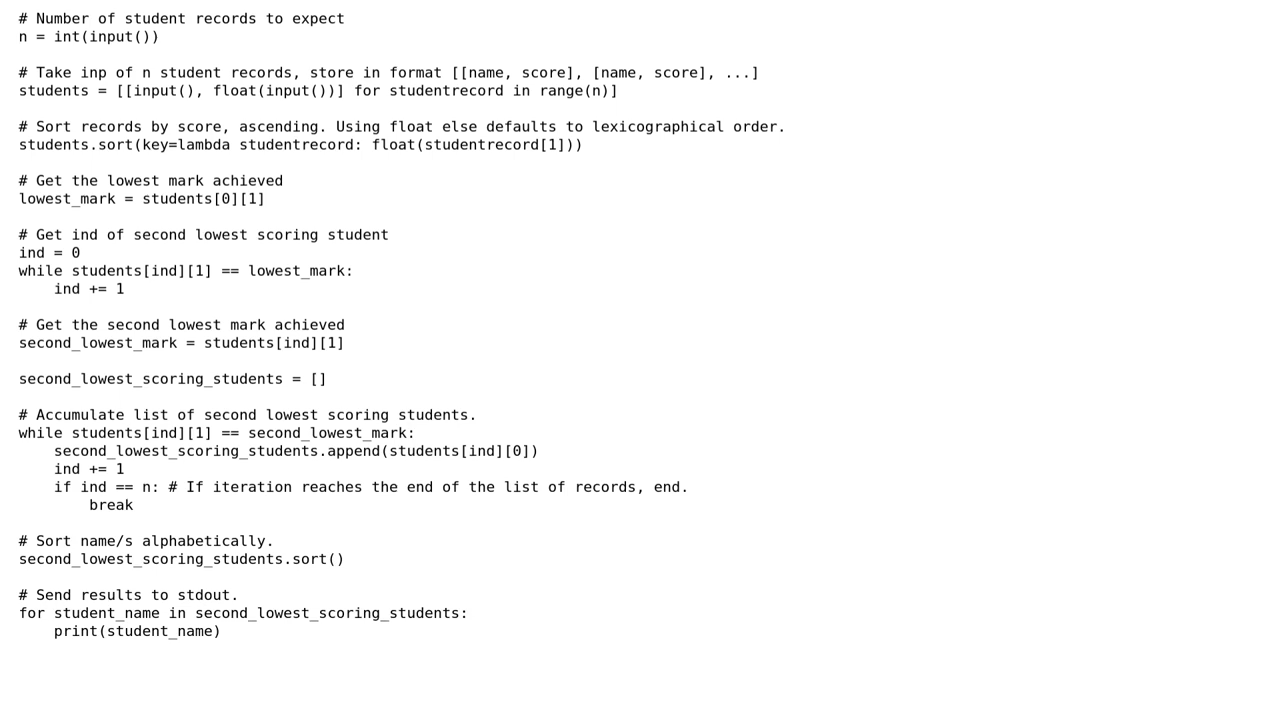 # Number of student records to expect
n = int(input())

# Take inp of n student records, store in format [[name, score], [name, score], ...]
students = [[input(), float(input())] for studentrecord in range(n)]

# Sort records by score, ascending. Using float else defaults to lexicographical order.
students.sort(key=lambda studentrecord: float(studentrecord[1]))

# Get the lowest mark achieved
lowest_mark = students[0][1]

# Get ind of second lowest scoring student
ind = 0
while students[ind][1] == lowest_mark:
    ind += 1

# Get the second lowest mark achieved
second_lowest_mark = students[ind][1]

second_lowest_scoring_students = []

# Accumulate list of second lowest scoring students.
while students[ind][1] == second_lowest_mark:
    second_lowest_scoring_students.append(students[ind][0])
    ind += 1
    if ind == n: # If iteration reaches the end of the list of records, end.
        break

# Sort name/s alphabetically.
second_lowest_scoring_students.sort()

# Send results to stdout.
for student_name in second_lowest_scoring_students:
    print(student_name)